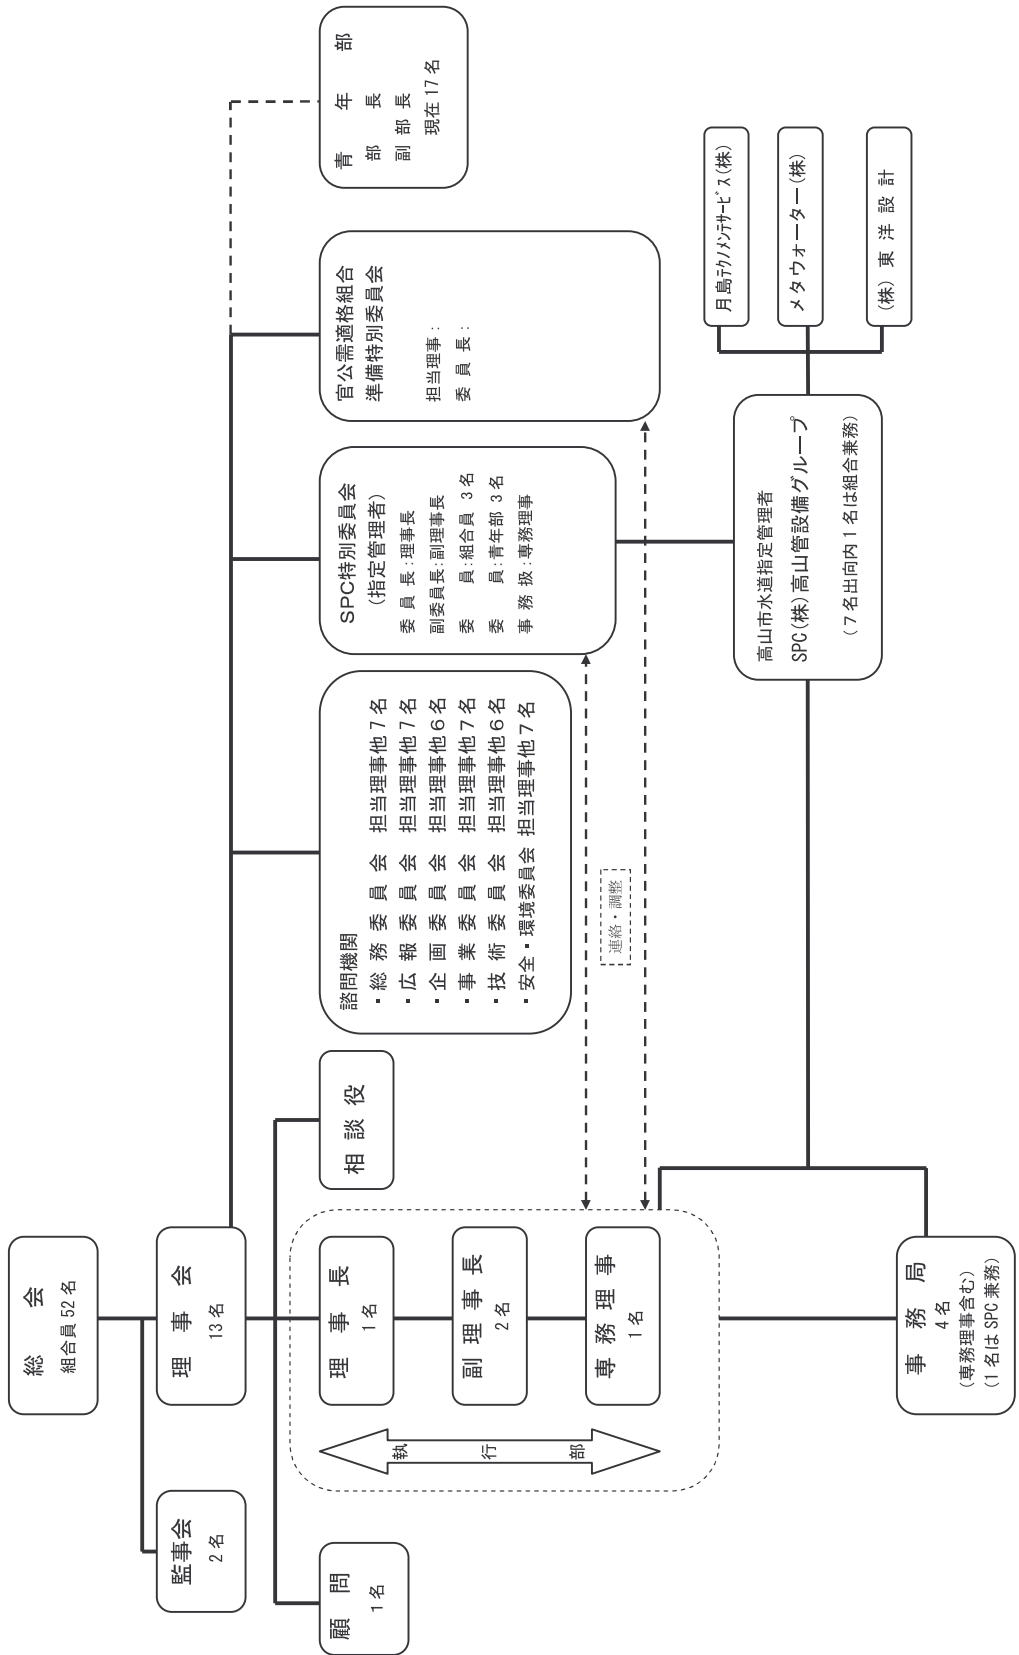 総会
組合員 52 名
監事会
2 名
理事会
13 名
顧問
1 名
相談役
理事長
1 名
副理事長
2 名
専務理事
1 名
執行部
諮問機関
・総務委員会 担当理事他７名
・広報委員会 担当理事他７名
・企画委員会 担当理事他６名
・事業委員会 担当理事他７名
・技術委員会 担当理事他６名
・安全・環境委員会 担当理事他７名
SPC特別委員会
(指定管理者)
委員長:理事長
副委員長:副理事長
委員:組合員 3 名
委員:青年部 3 名
事務扱:専務理事
官公需適格組合
準備特別委員会
担当理事:
委員長:
青年部
部長
副部長
現在 17 名
連絡・調整
高山市水道指定管理者
SPC(株)高山管設備グループ
(７名出向内１名は組合兼務)
月島ﾃｸﾉﾒﾝﾃｻｰﾋﾞｽ(株)
メタウォーター(株)
(株)東洋設計
事務局
4 名
(専務理事含む)
(1 名は SPC 兼務)